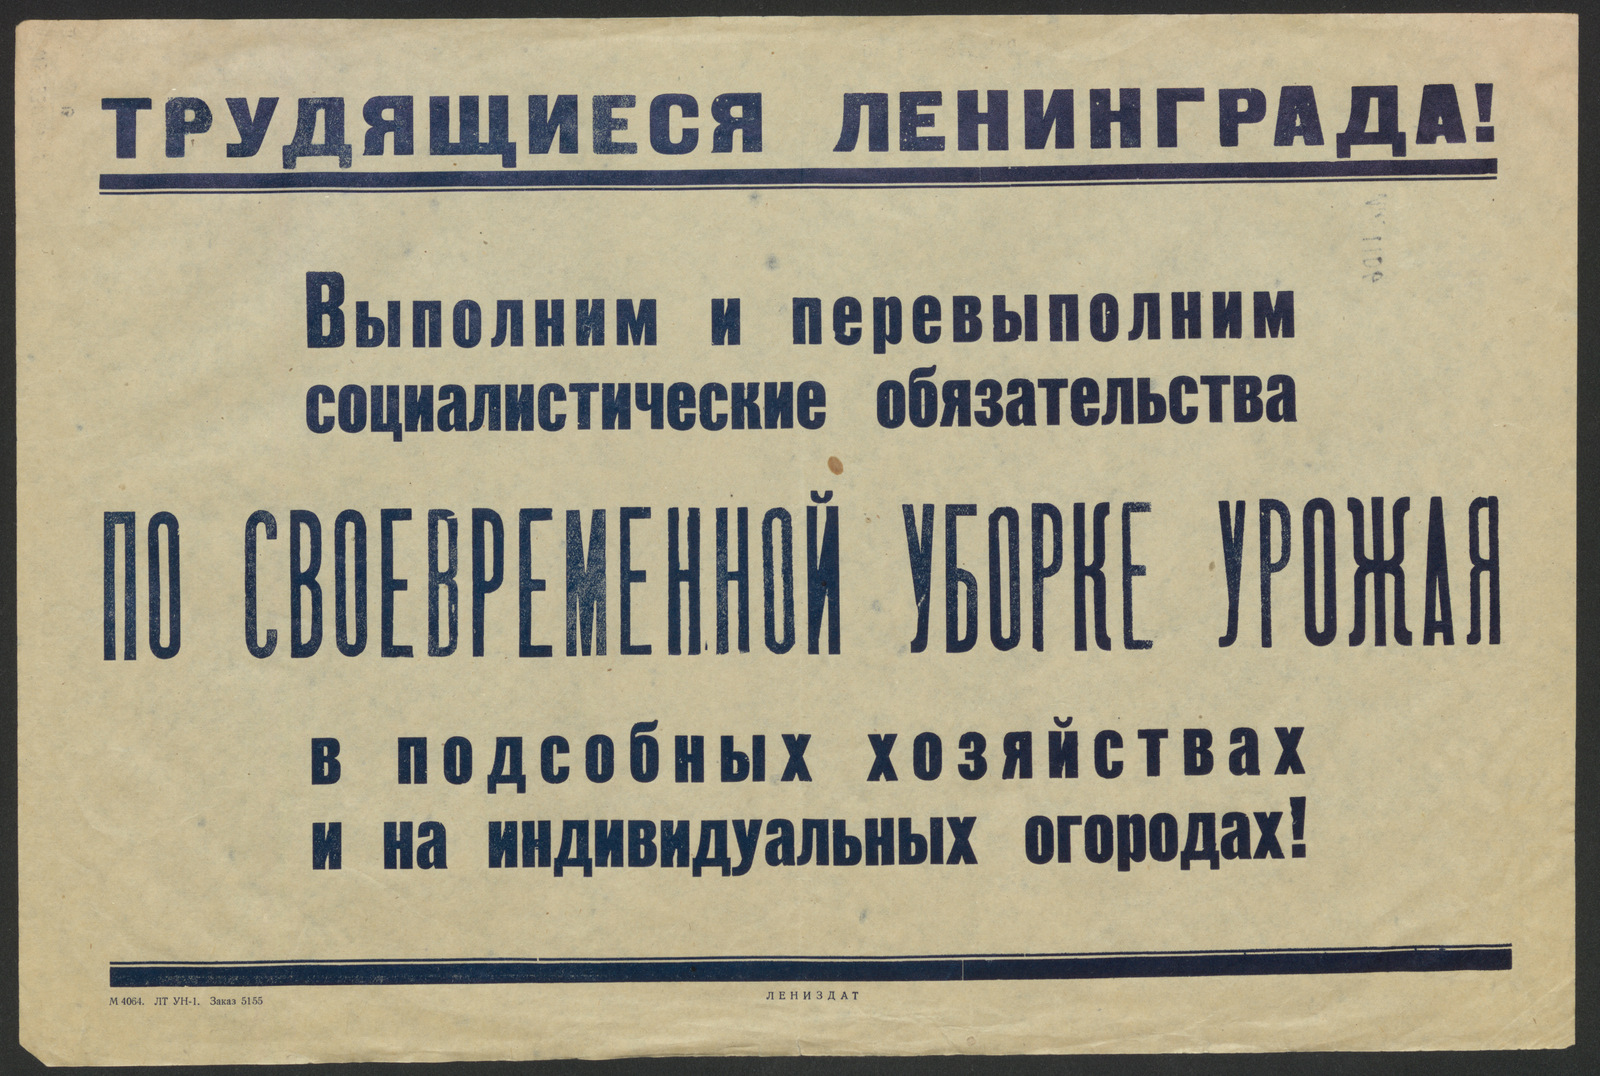 ТРУДЯЩИЕСЯ ЛЕНИНГРАДА!
Выполним и перевыполним
социалистические обязательства
ПО СВОЕВРЕМЕННОЙ УБОРКЕ УРОЖАЯ
в подсобных хозяйствах
и на индивидуальных огородах!
М 4064. ЛТ УН-1. Заказ 5155
ЛЕНИЗДАТ